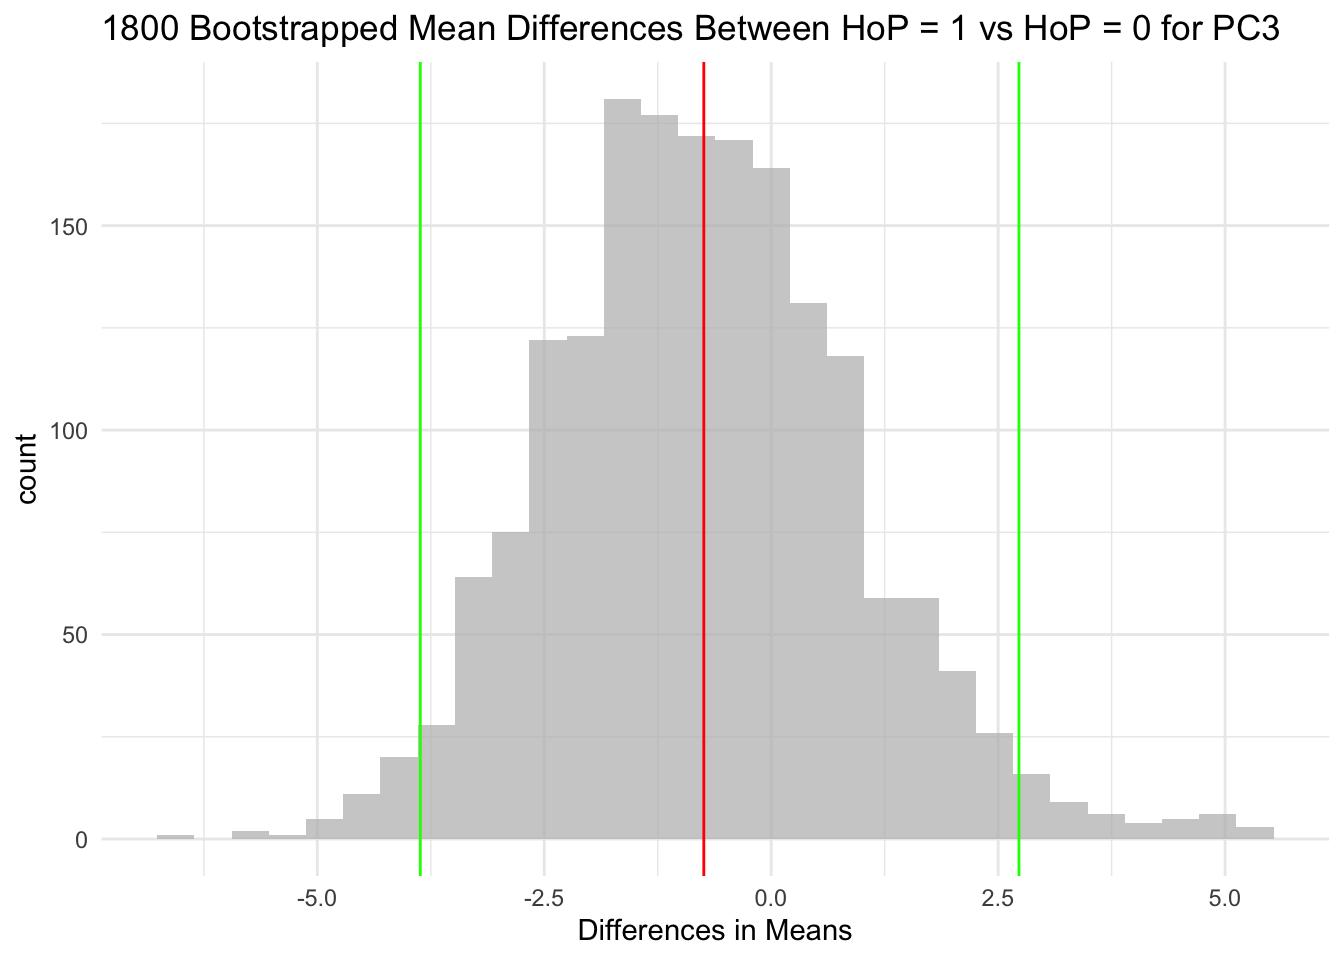 1800 Bootstrapped Mean Differences Between HoP = 1 vs HoP = 0 for PC3
150
100
50
0
count
-5.0 -2.5 0.0 2.5 5.0
Differences in Means